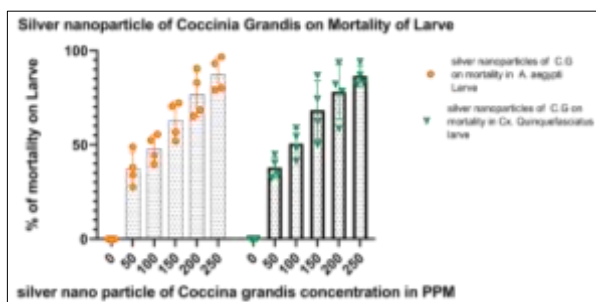 Silver nanoparticle of Coccinia Grandis on Mortality of Larve
% of mortality on Larve
100
50
0
0
50
100
150
200
250
0
50
100
150
200
250
silver nano particle of Coccina grandis concentration in PPM
silver nanoparticles of C.G
on mortality in A. aegypti
Larve
silver nanoparticles of C.G on
mortality in Cx. Quinquefasciatus
larve